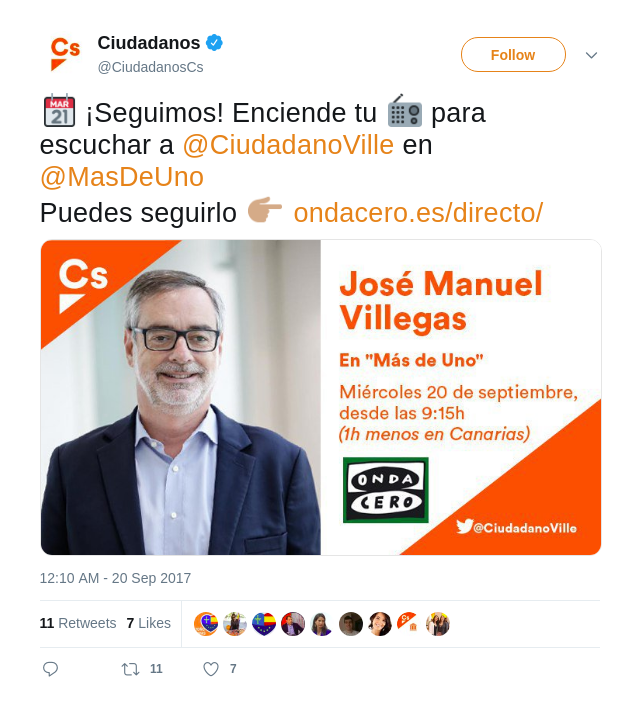 Cs
Ciudadanos
@CiudadanosCs
Follow
MAR
21
¡Seguimos! Enciende tu para
escuchar a @CiudadanoVille en
@MasDeUno
Puedes seguirlo ondacero.es/directo/
Cs
José Manuel
Villegas
En "Más de Uno"
Miércoles 20 de septiembre,
desde las 9:15h
(1h menos en Canarias)
ONDA
CERO
@CiudadanoVille
12:10 AM - 20 Sep 2017
11 Retweets 7 Likes
Cs
11 7